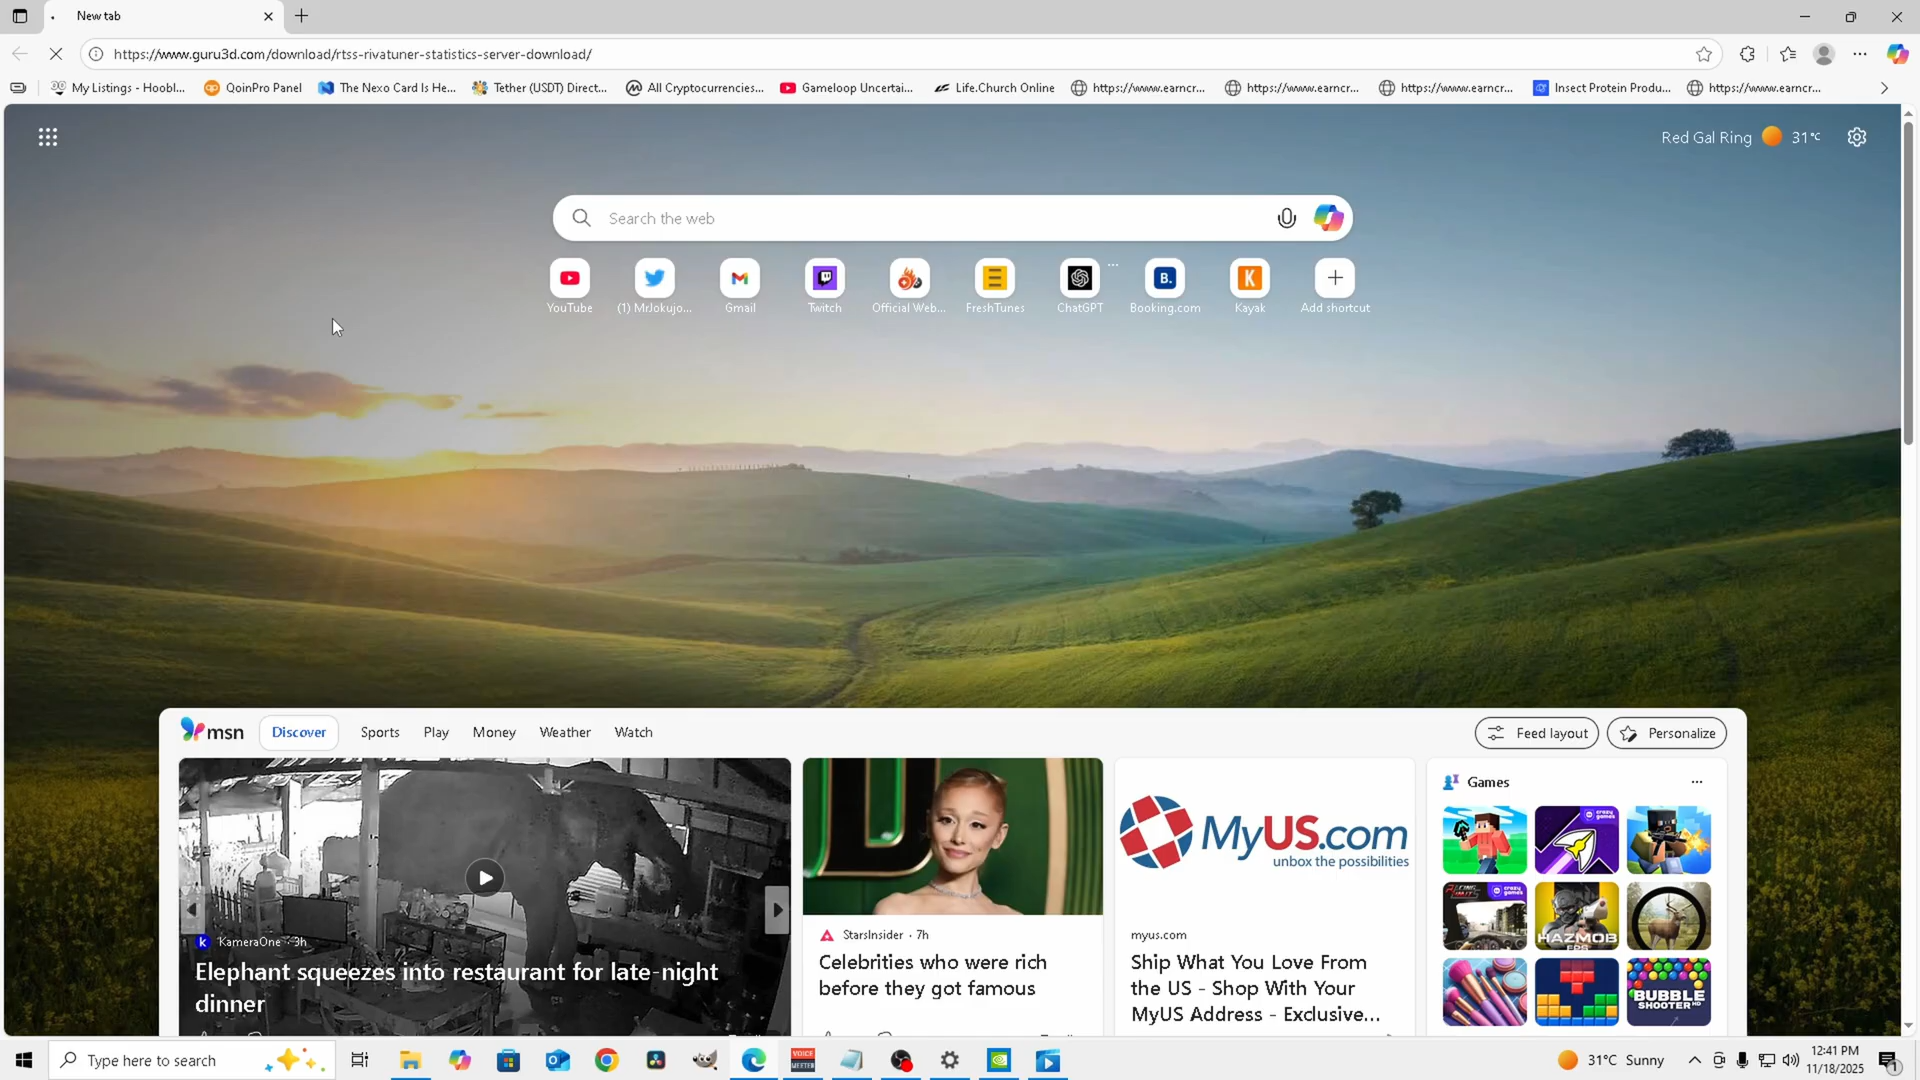 New tab
https://www.guru3d.com/download/rtss-rivatuner-statistics-server-download/
My Listings - Hoobl...
QoinPro Panel
The Nexo Card Is He...
Tether (USDT) Direct...
All Cryptocurrencies...
Gameloop Uncertai...
Life.Church Online
https://www.earncr...
https://www.earncr...
https://www.earncr...
Insect Protein Produ...
https://www.earncr...
Red Gal Ring
31°C
Search the web
YouTube
(1) MrJokujo...
Gmail
Twitch
Official Web...
FreshTunes
ChatGPT
Booking.com
Kayak
Add shortcut
msn
Discover
Sports
Play
Money
Weather
Watch
Feed layout
Personalize
KameraOne · 3h
Elephant squeezes into restaurant for late-night
dinner
StarsInsider · 7h
Celebrities who were rich
before they got famous
MyUS.com
unbox the possibilities
myus.com
Ship What You Love From
the US - Shop With Your
MyUS Address - Exclusive...
Games
HAZMOB
FPS
BUBBLE
SHOOTER HD
Type here to search
31°C Sunny
12:41 PM
11/18/2025